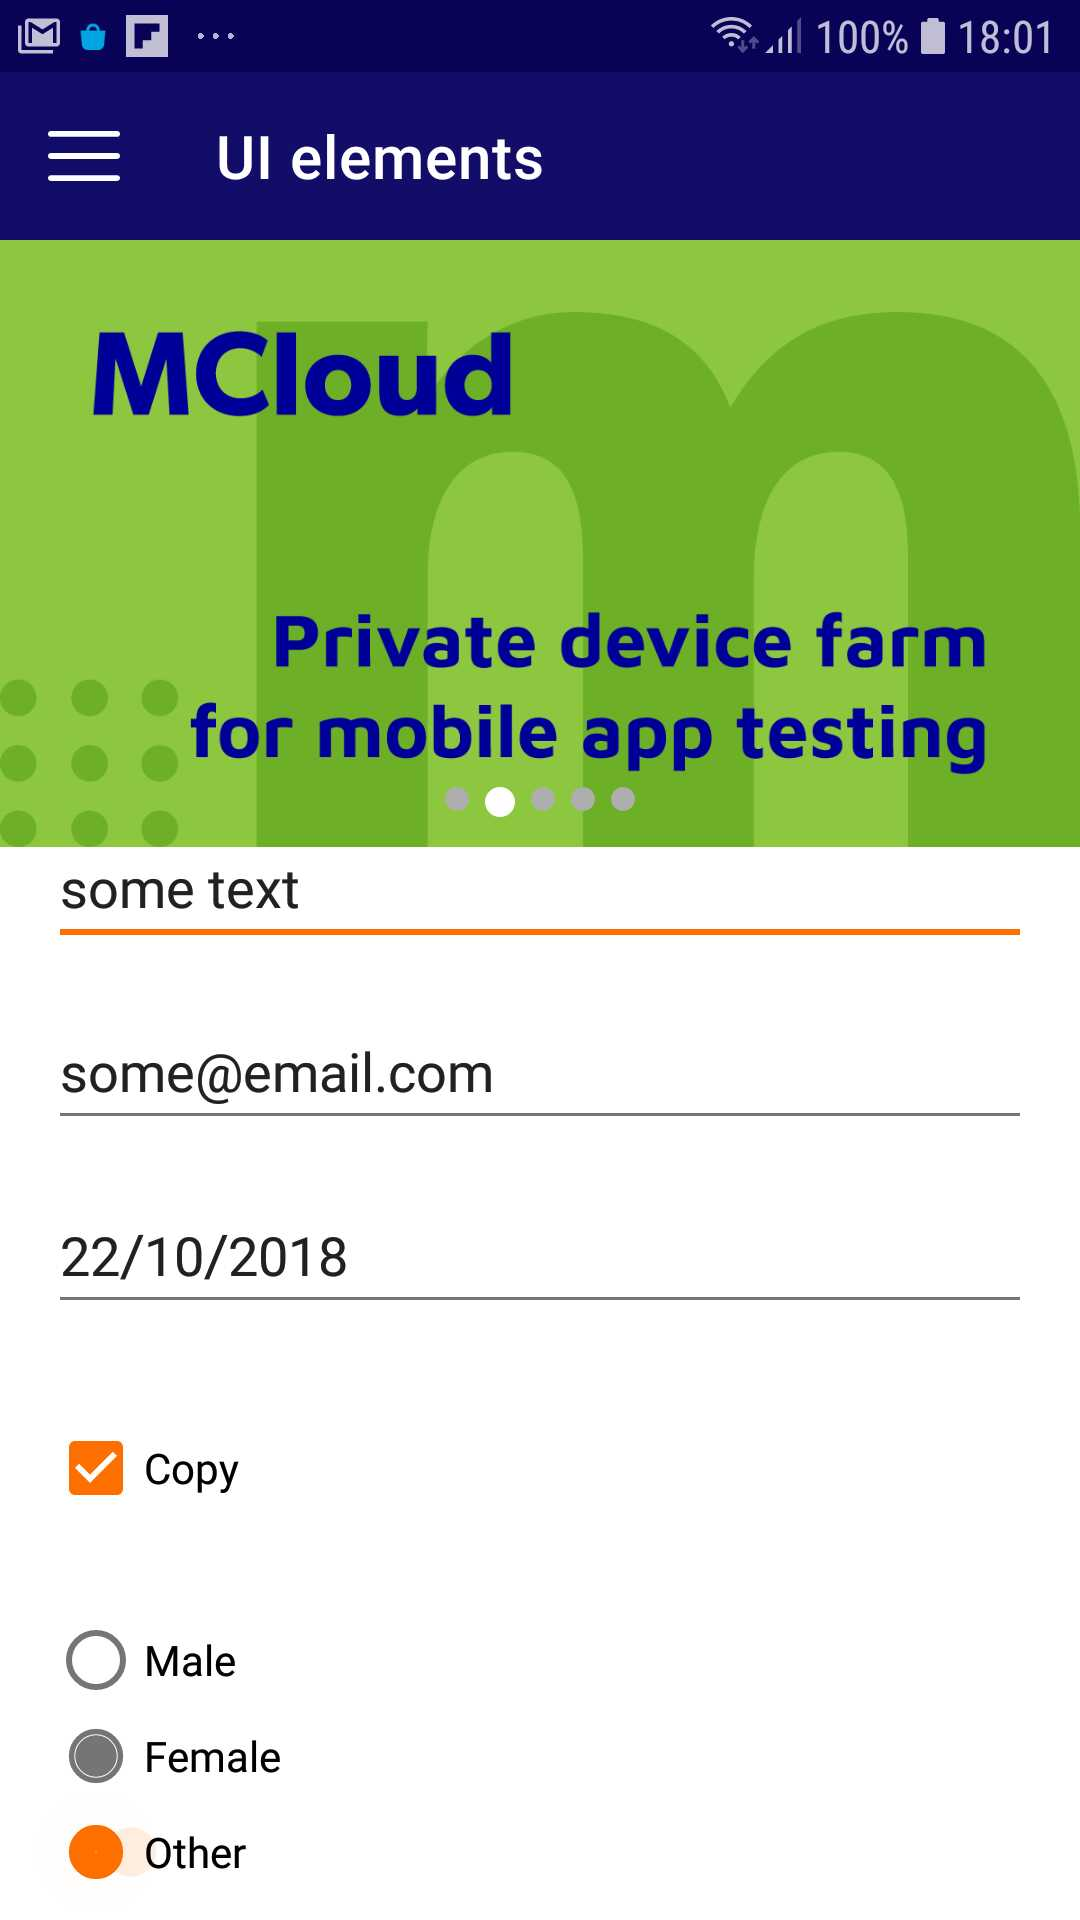 100% 18:01
UI elements
MCloud
Private device farm
for mobile app testing
some text
some@email.com
22/10/2018
Copy
Male
Female
Other